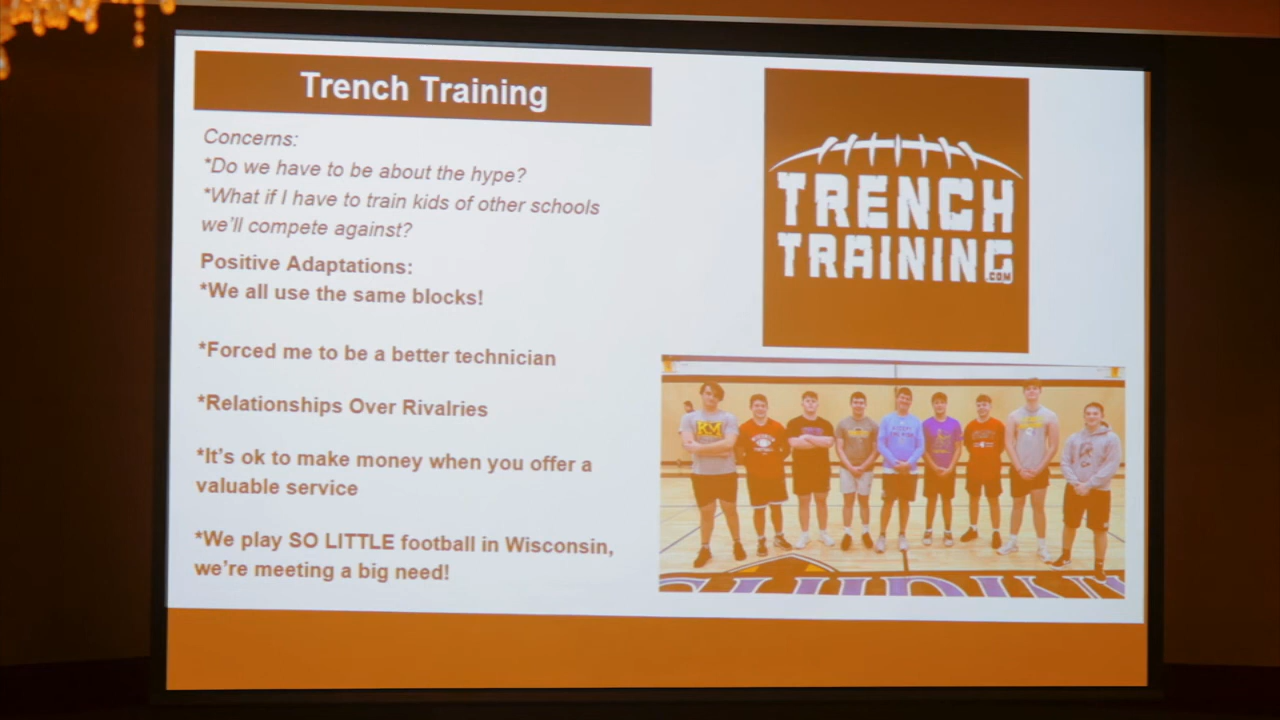 Trench Training
Concerns:
*Do we have to be about the hype?
*What if I have to train kids of other schools
we'll compete against?
Positive Adaptations:
*We all use the same blocks!
*Forced me to be a better technician
*Relationships Over Rivalries
*It's ok to make money when you offer a
valuable service
*We play SO LITTLE football in Wisconsin,
we're meeting a big need!
TRENCH
TRAINING
.COM
KM